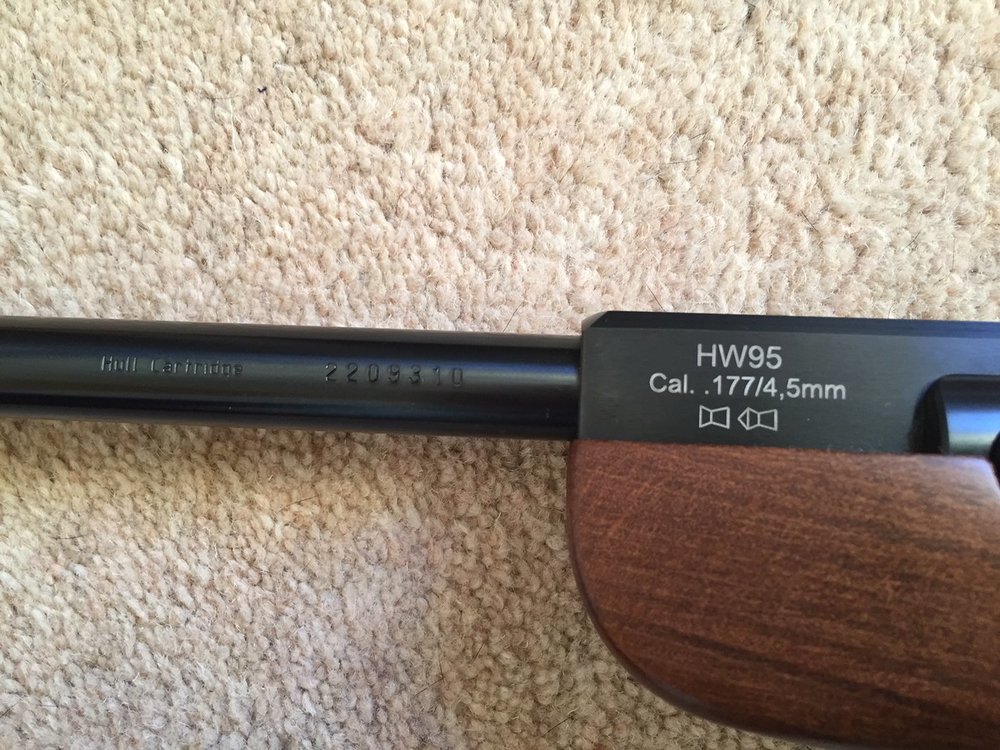 Hull Cartridge 2209310
HW95
Cal. .177/4,5mm